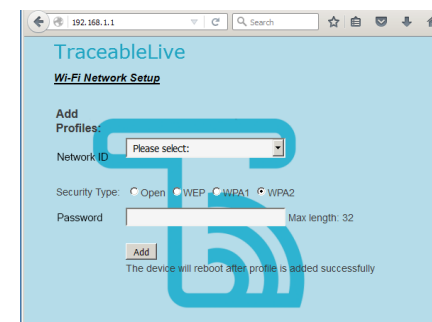 192.168.1.1 Search
TraceableLive
Wi-Fi Network Setup
Add
Profiles:
Network ID Please select:
Security Type: Open WEP WPA1 WPA2
Password Max length: 32
Add
The device will reboot after profile is added successfully